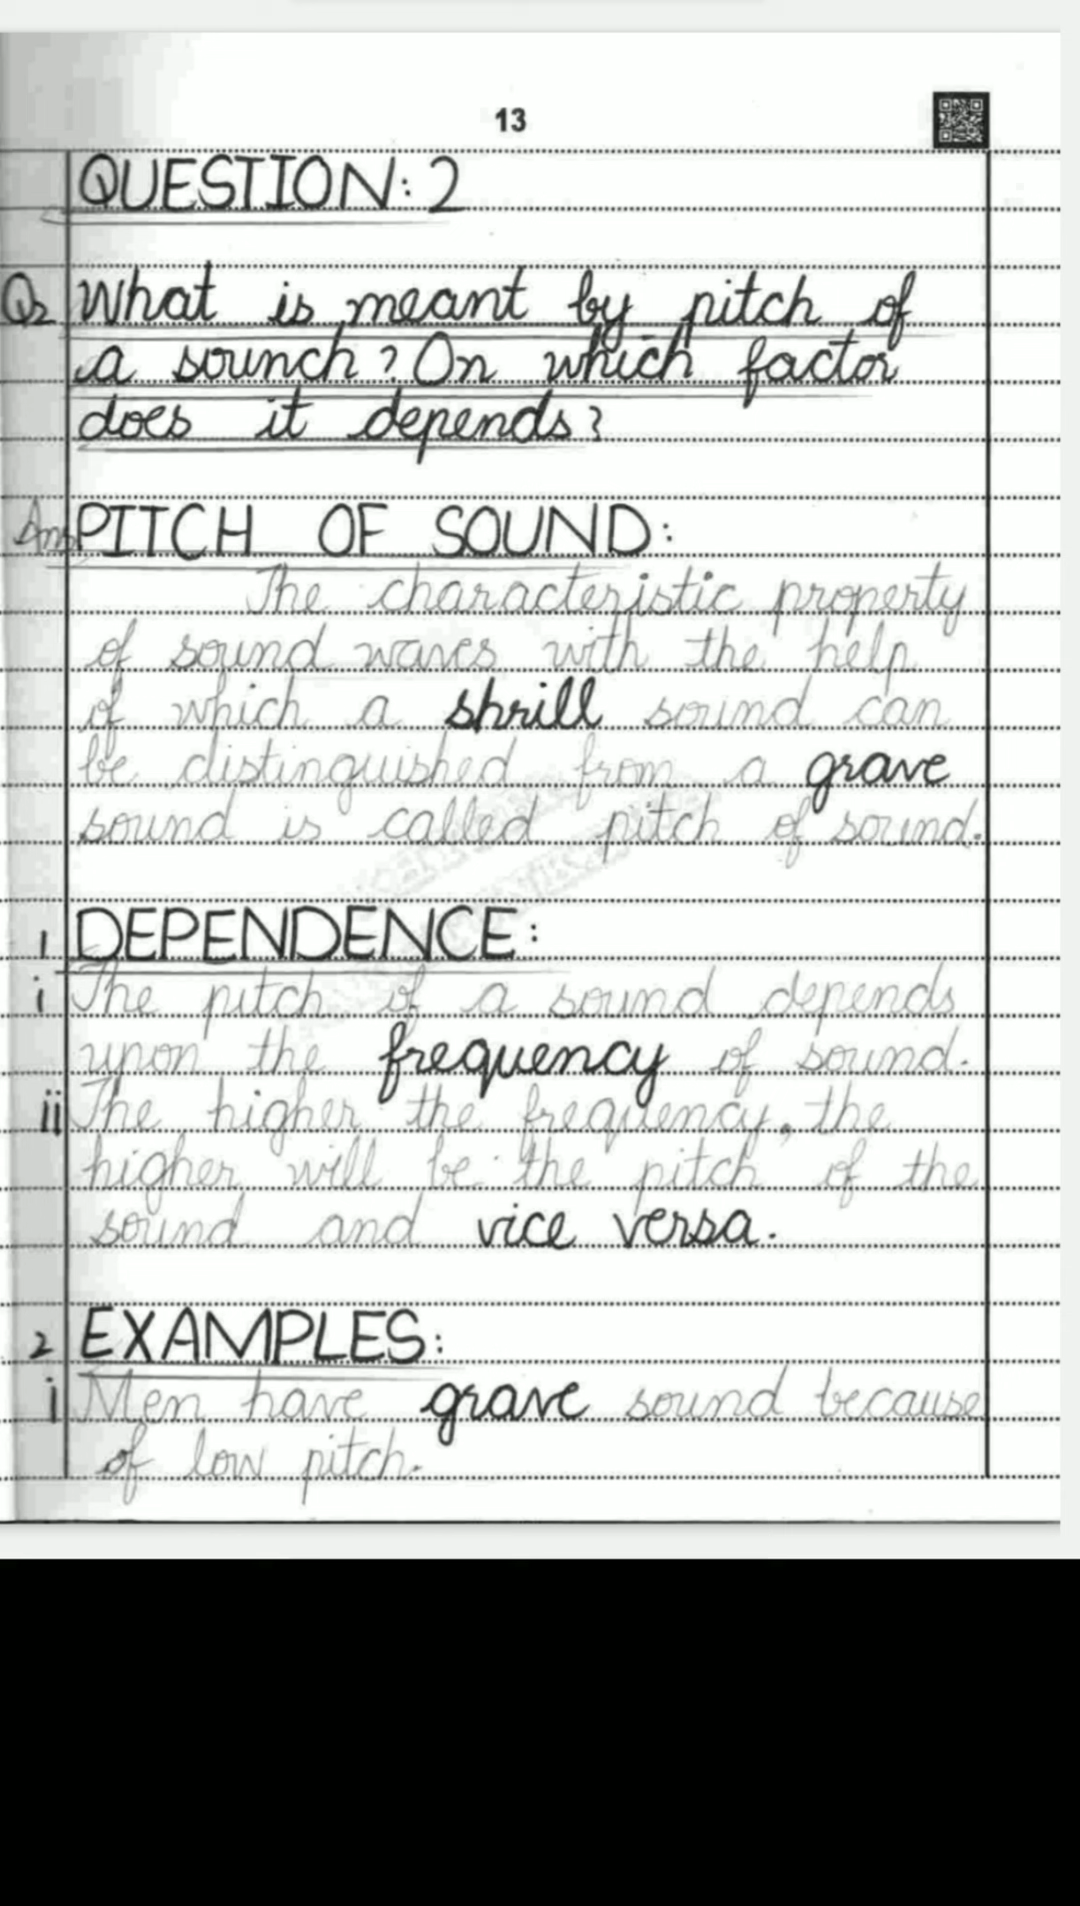 13
QUESTION: 2
Q2 What is meant by pitch of
a sounch? On which factor
does it depends?
Ans PITCH OF SOUND:
The characteristic property
of sound waves with the help
of which a shrill sound can
be distinguished from a grave
sound is called pitch of sound.
1 DEPENDENCE:
i The pitch of a sound depends
upon the frequency of sound.
ii The higher the frequency, the
higher will be the pitch of the
sound and vice versa.
2 EXAMPLES:
i Men have grave sound because
of low pitch.